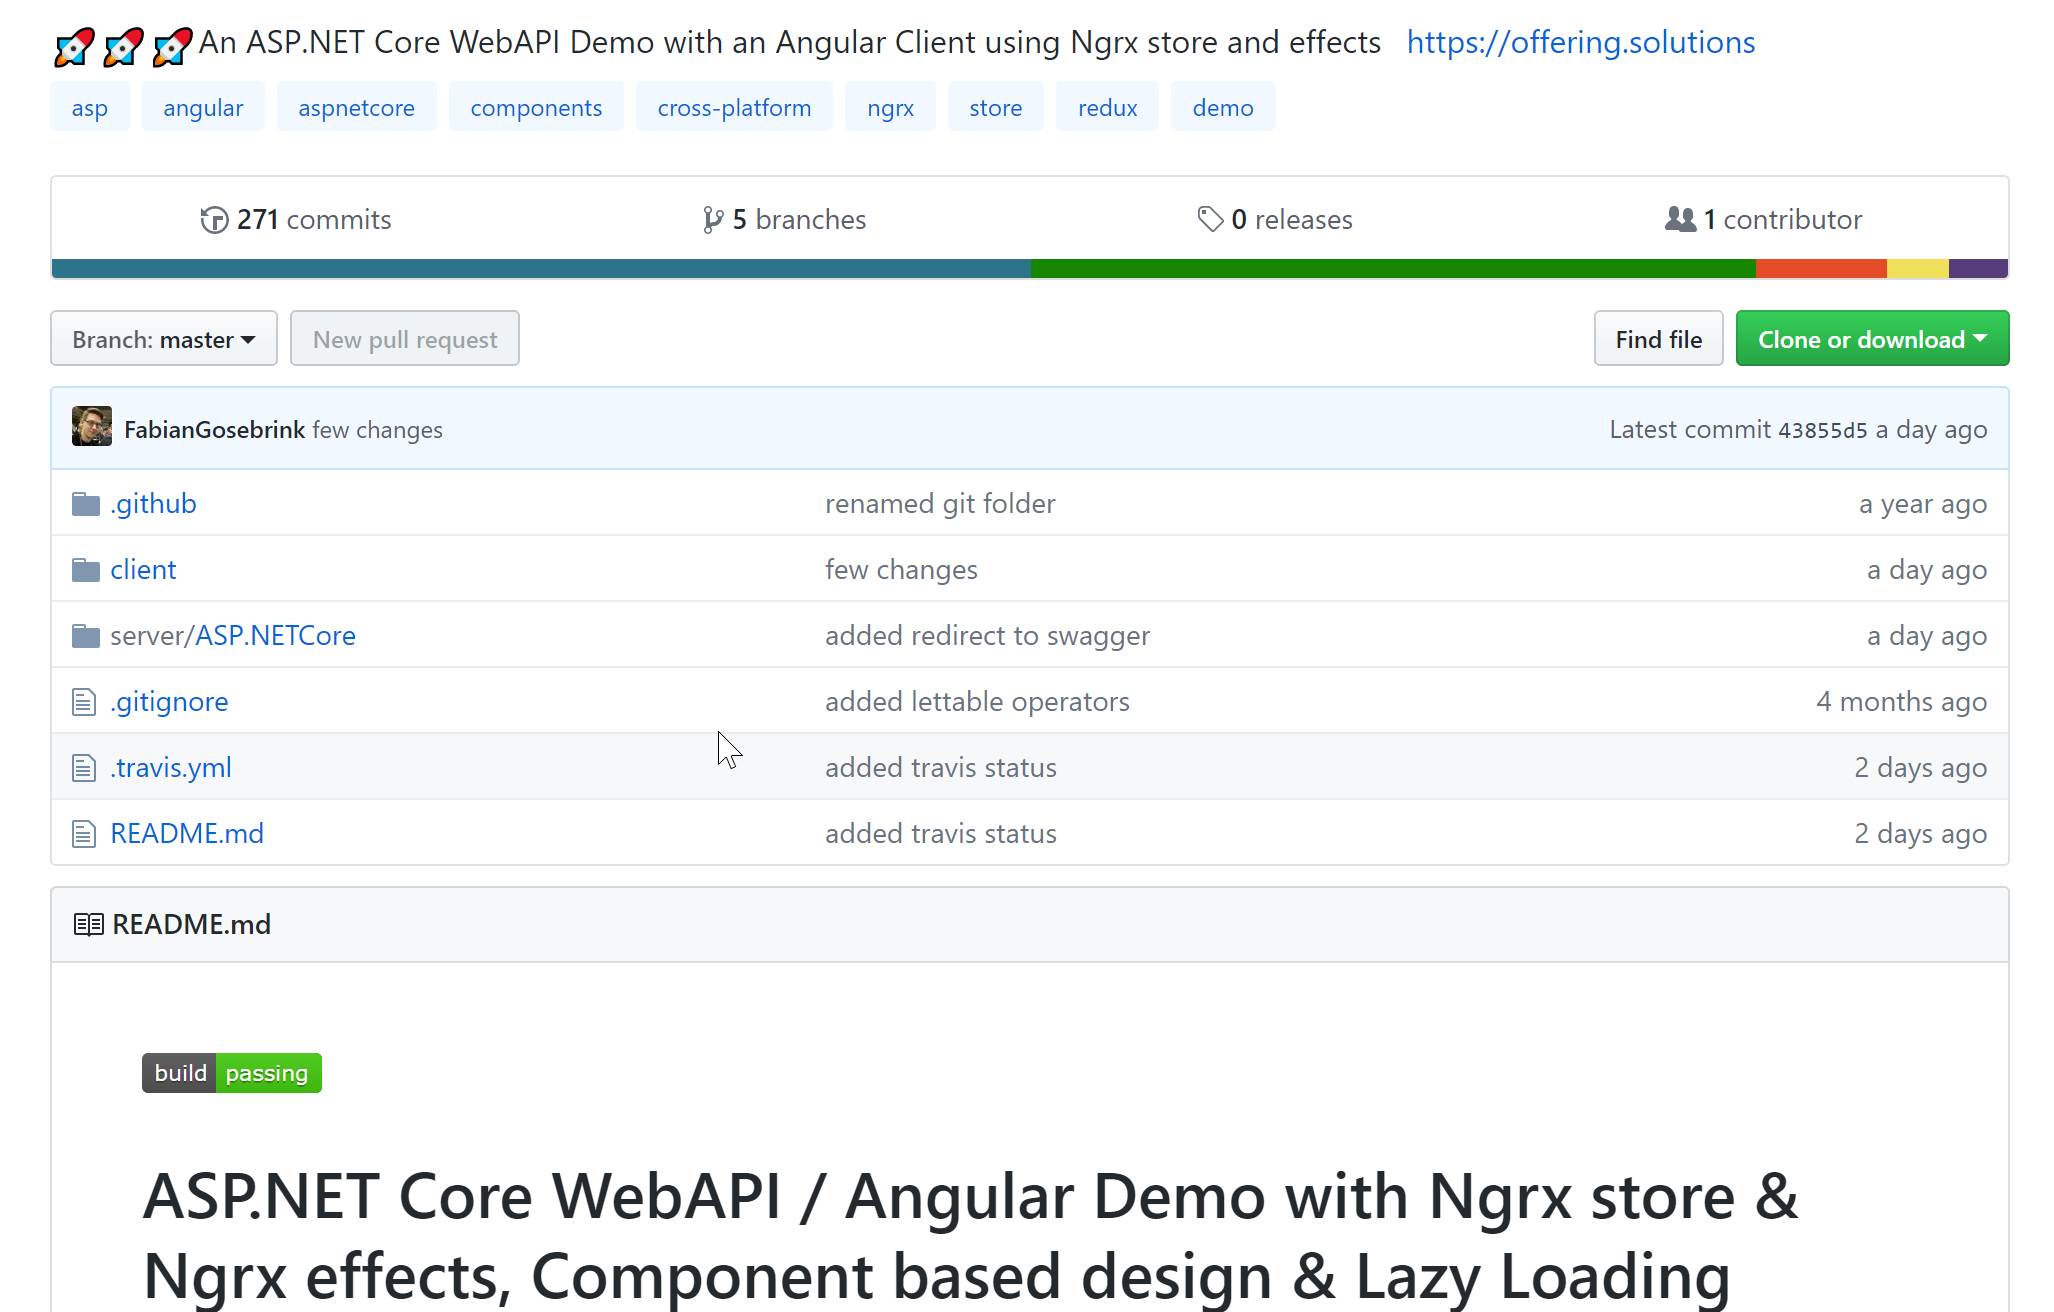 🚀 🚀 🚀 An ASP.NET Core WebAPI Demo with an Angular Client using Ngrx store and effects https://offering.solutions
asp angular aspnetcore components cross-platform ngrx store redux demo
271 commits 5 branches 0 releases 1 contributor
Branch: master New pull request Find file Clone or download
FabianGosebrink few changes Latest commit 43855d5 a day ago
.github renamed git folder a year ago
client few changes a day ago
server/ASP.NETCore added redirect to swagger a day ago
.gitignore added lettable operators 4 months ago
.travis.yml added travis status 2 days ago
README.md added travis status 2 days ago
README.md
build passing
ASP.NET Core WebAPI / Angular Demo with Ngrx store &
Ngrx effects, Component based design & Lazy Loading